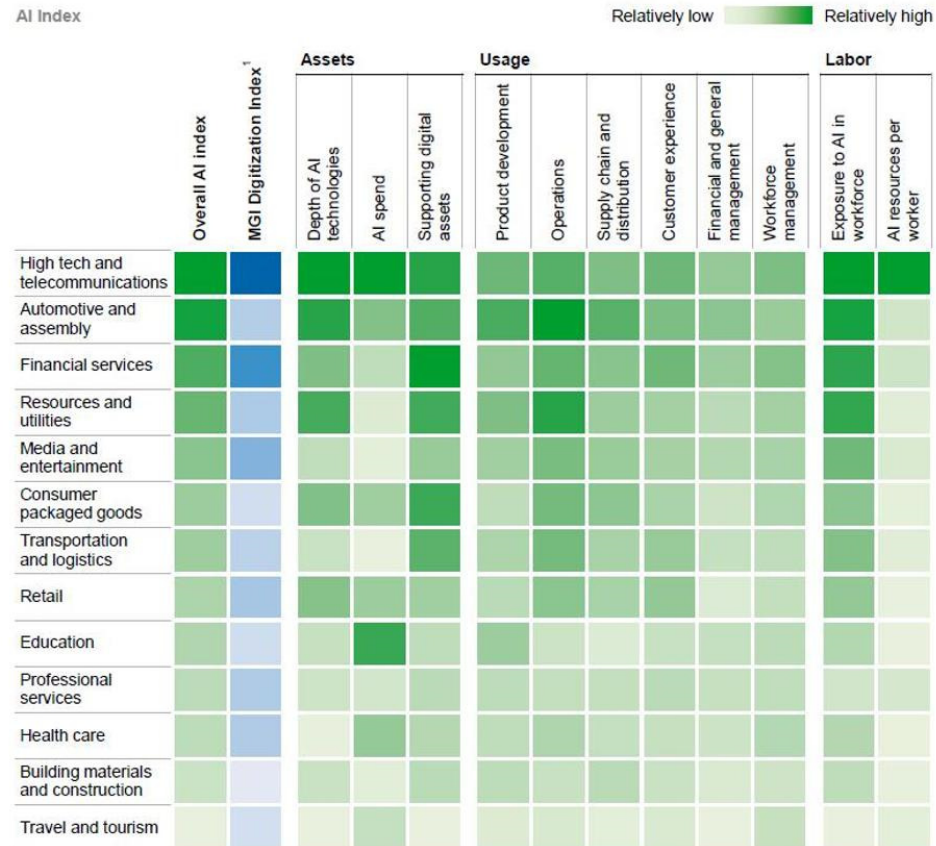 AI Index
Relatively low
Relatively high
Assets
Usage
Labor
Overall AI index
MGI Digitization Index1
Depth of AI
technologies
AI spend
Supporting digital
assets
Product development
Operations
Supply chain and
distribution
Customer experience
Financial and general
management
Workforce
management
Exposure to AI in
workforce
AI resources per
worker
High tech and
telecommunications
Automotive and
assembly
Financial services
Resources and
utilities
Media and
entertainment
Consumer
packaged goods
Transportation
and logistics
Retail
Education
Professional
services
Health care
Building materials
and construction
Travel and tourism